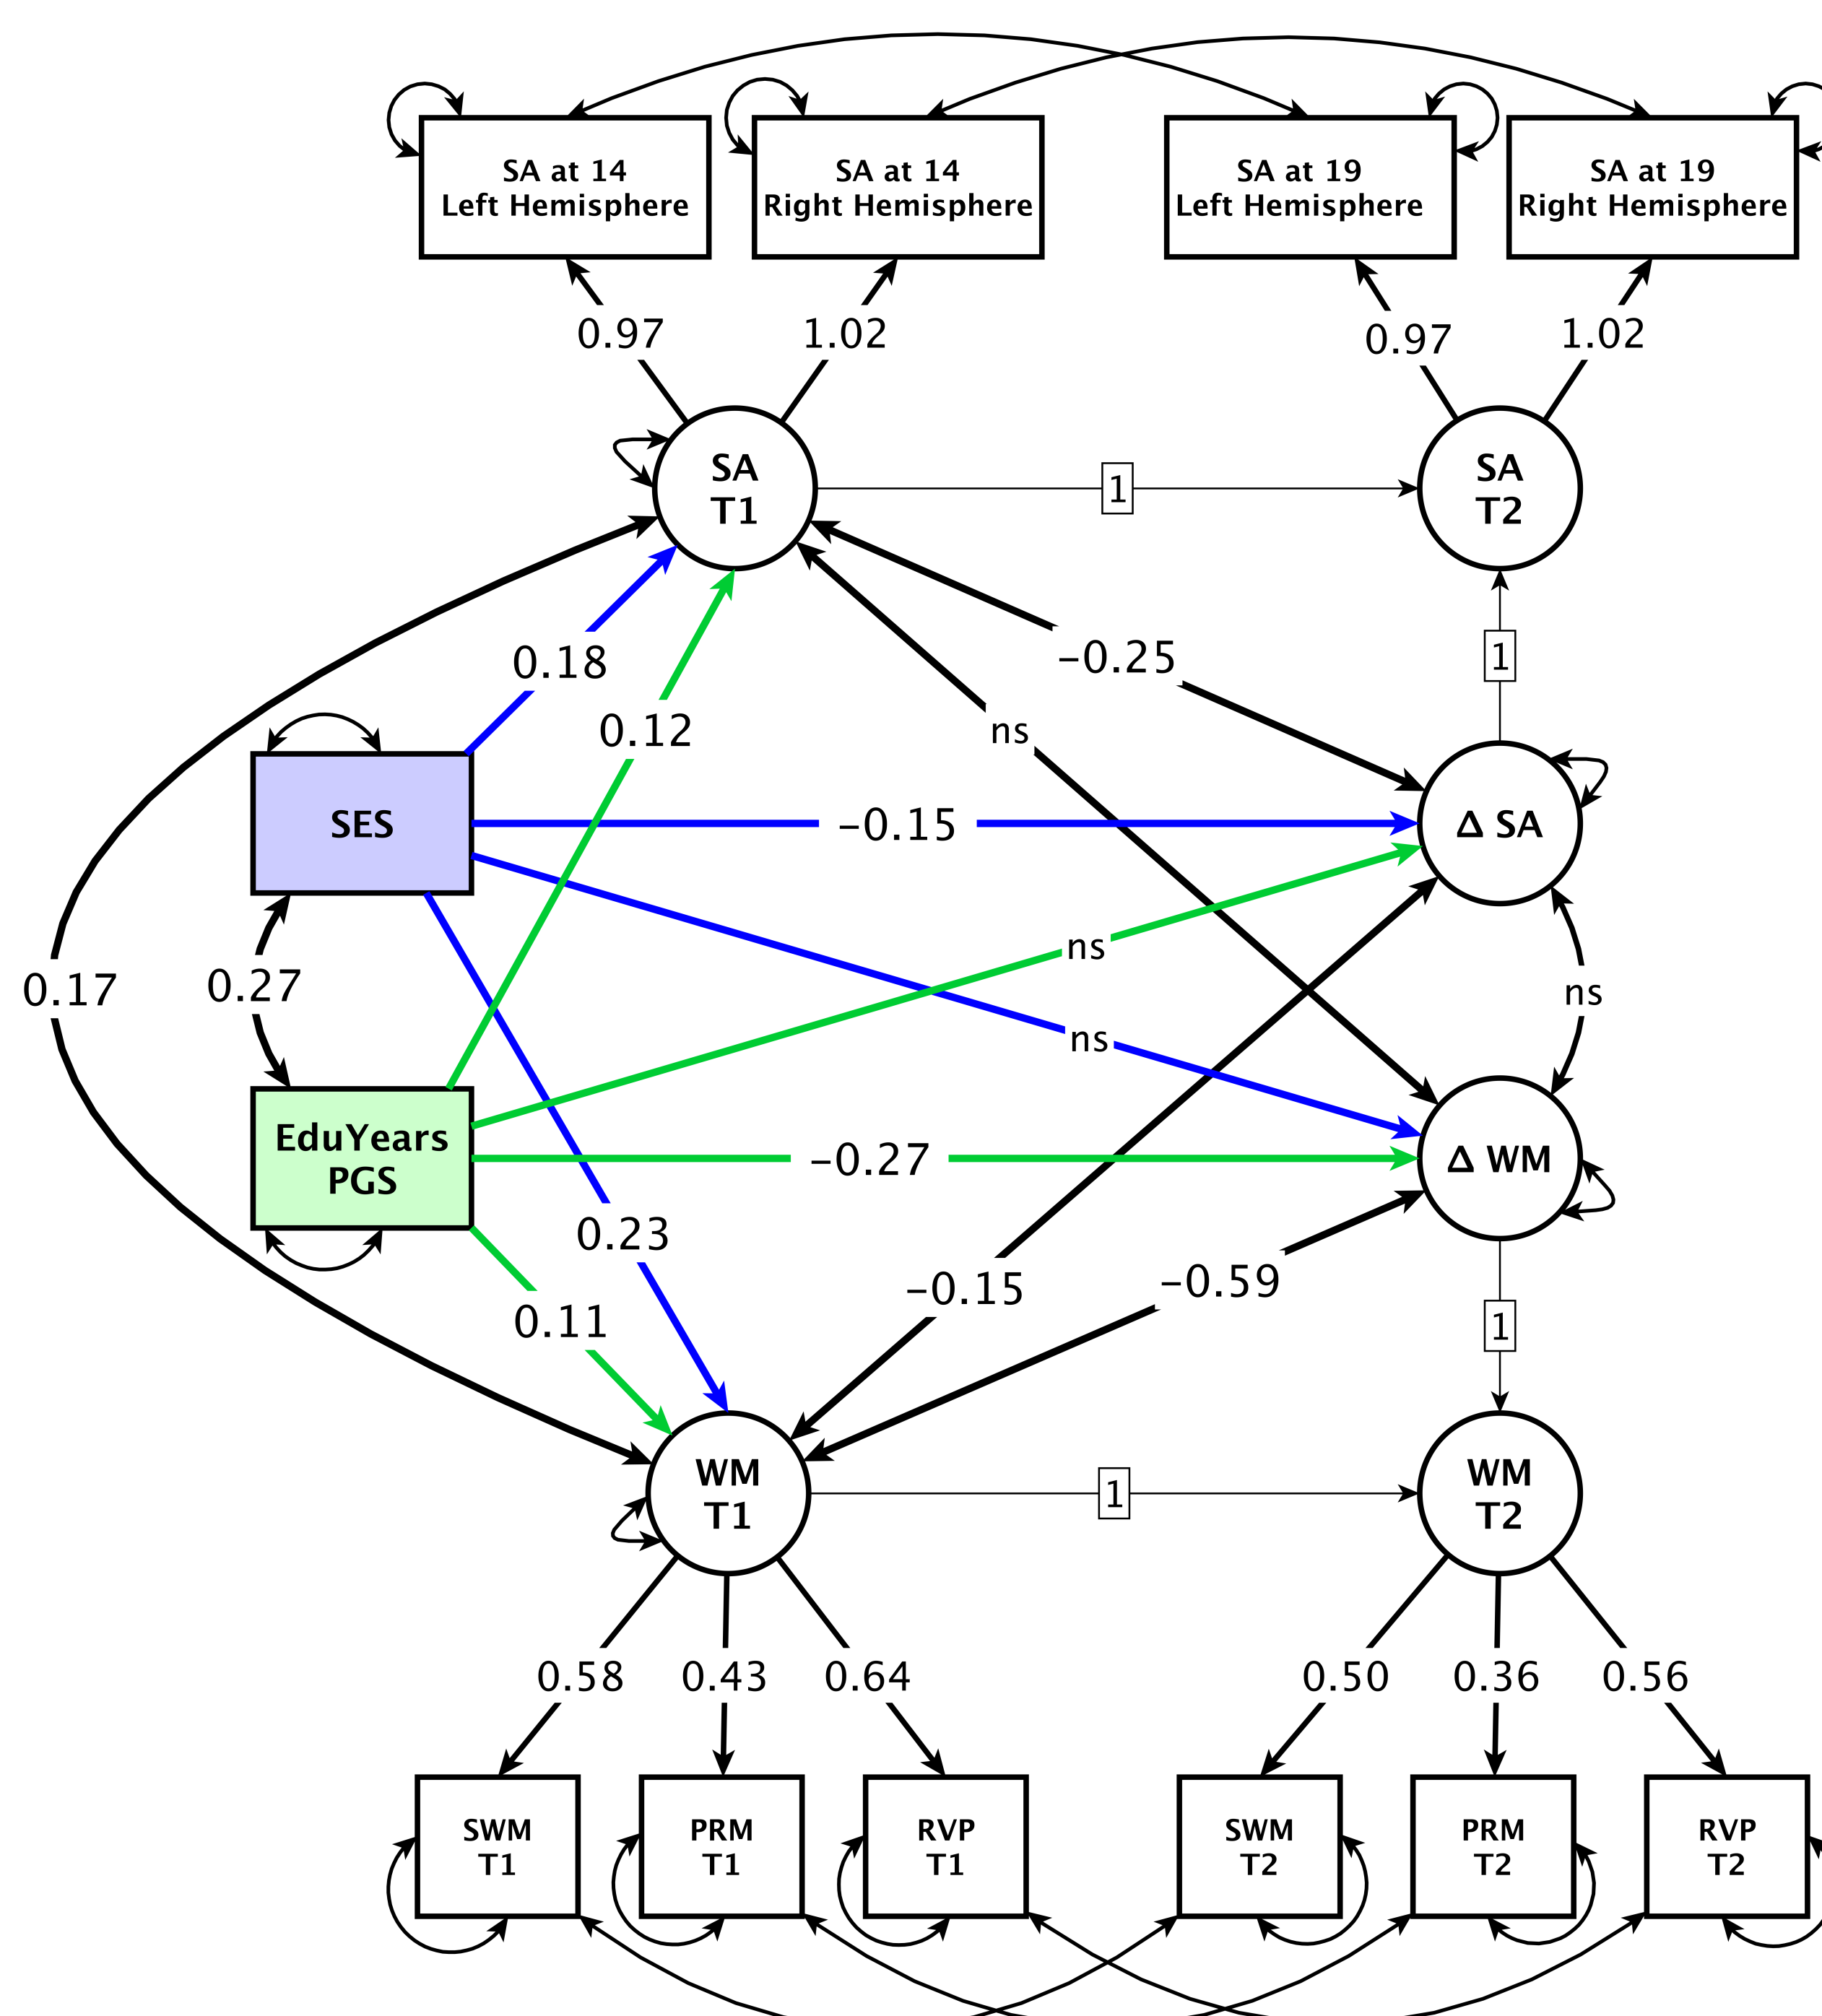 SA at 14
Left Hemisphere
SA at 14
Right Hemisphere
SA at 19
Left Hemisphere
SA at 19
Right Hemisphere
0.97
1.02
0.97
1.02
SA
T1
1
SA
T2
0.18
–0.25
1
0.12
ns
SES
–0.15
Δ SA
ns
0.17
0.27
ns
ns
EduYears
PGS
–0.27
Δ WM
0.23
–0.15
–0.59
0.11
1
WM
T1
1
WM
T2
0.58
0.43
0.64
0.50
0.36
0.56
SWM
T1
PRM
T1
RVP
T1
SWM
T2
PRM
T2
RVP
T2